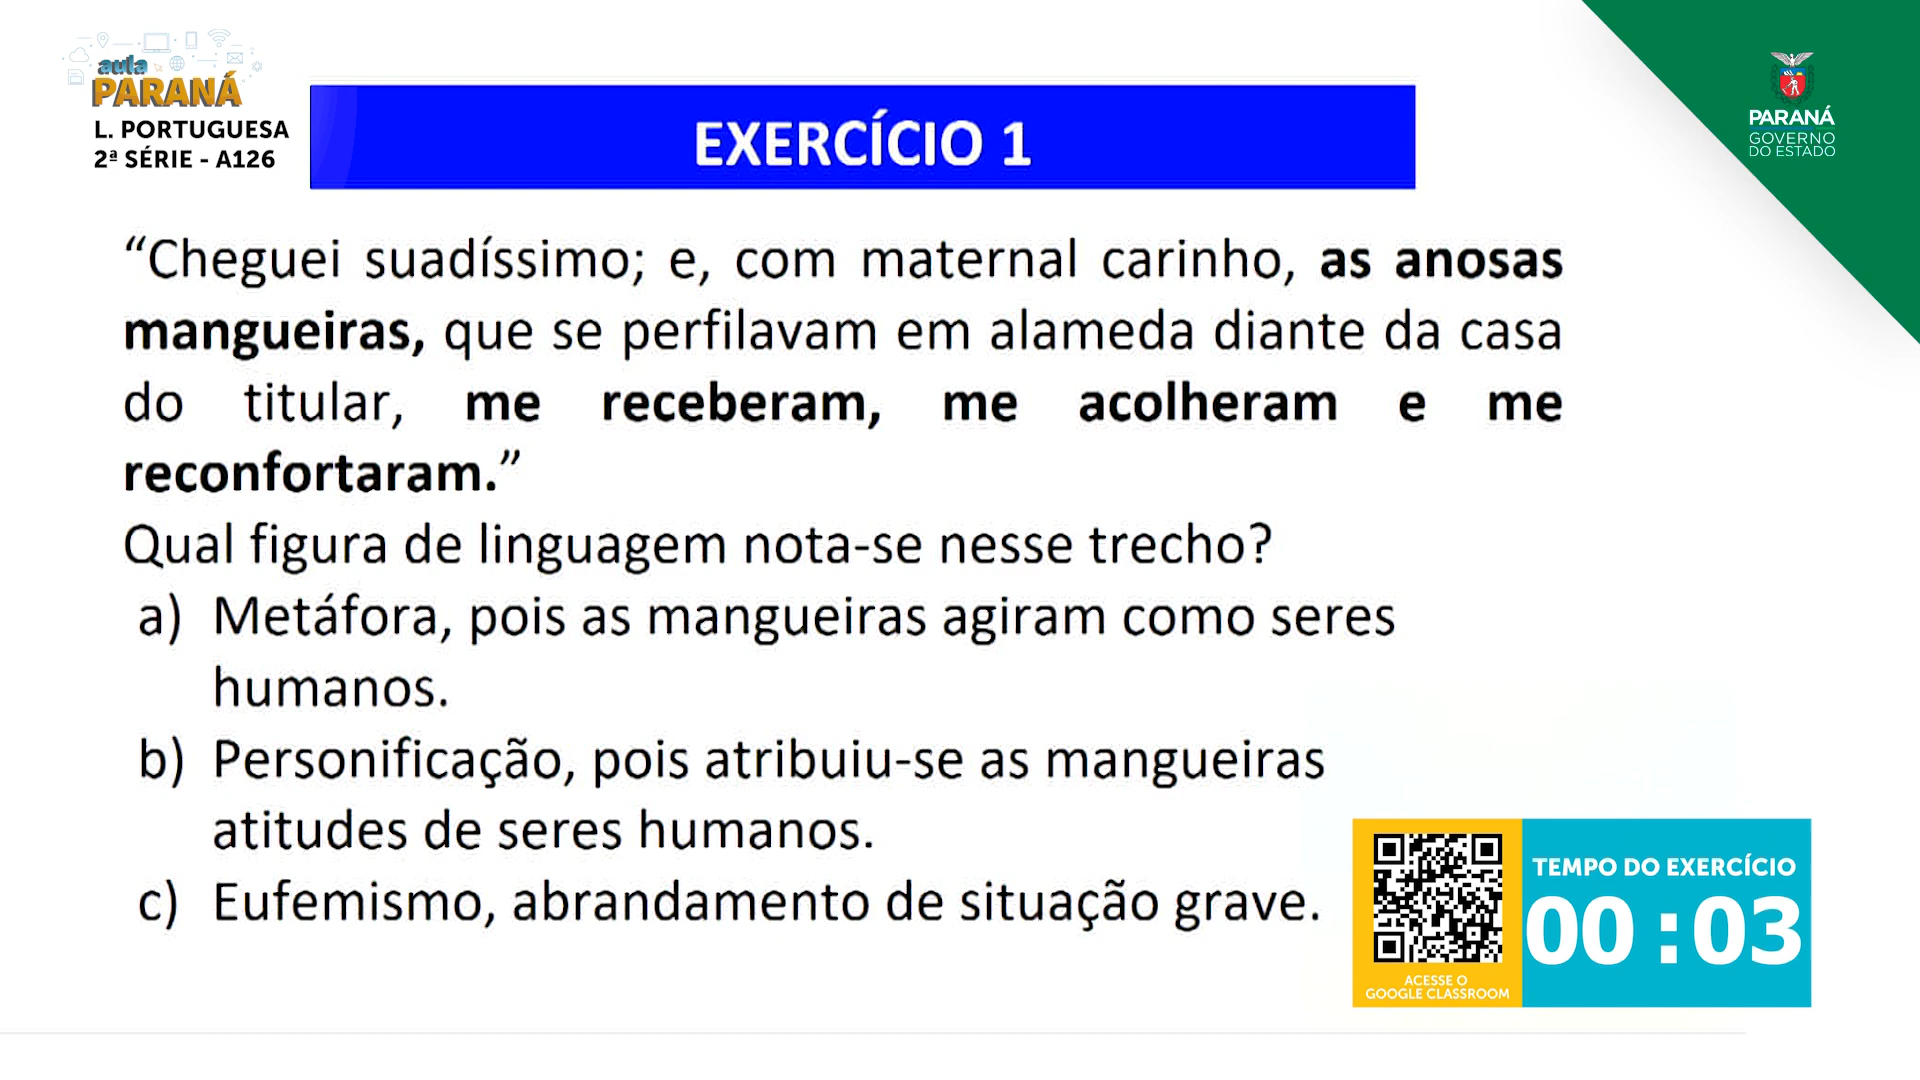 aula
PARANÁ
L. PORTUGUESA
2ª SÉRIE - A126
EXERCÍCIO 1
PARANÁ
GOVERNO
DO ESTADO
“Cheguei suadíssimo; e, com maternal carinho, as anosas
mangueiras, que se perfilavam em alameda diante da casa
do titular, me receberam, me acolheram e me
reconfortaram.”
Qual figura de linguagem nota-se nesse trecho?
a) Metáfora, pois as mangueiras agiram como seres
humanos.
b) Personificação, pois atribuiu-se as mangueiras
atitudes de seres humanos.
c) Eufemismo, abrandamento de situação grave.
TEMPO DO EXERCÍCIO
00:03
ACESSE O
GOOGLE CLASSROOM